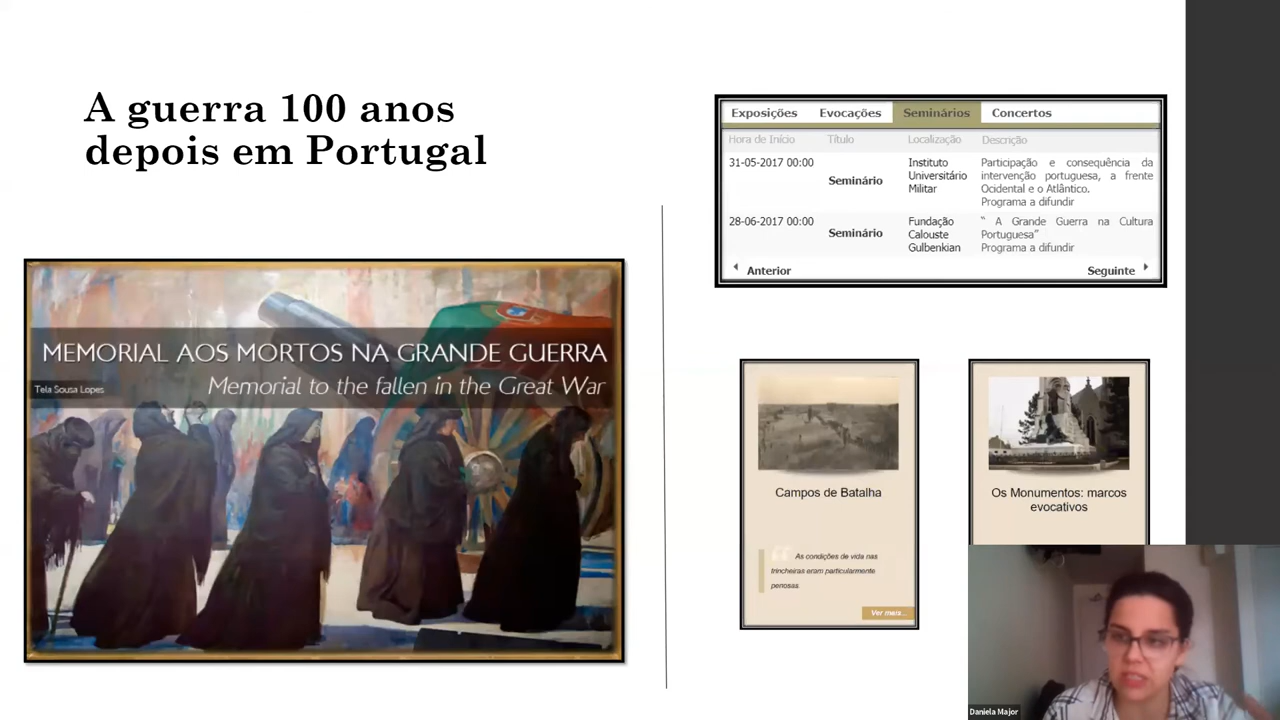 A guerra 100 anos
depois em Portugal
MEMORIAL AOS MORTOS NA GRANDE GUERRA
Tela Sousa Lopes
Memorial to the fallen in the Great War
Exposições Evocações Seminários Concertos
Hora de Início Título Localização Descrição
31-05-2017 00:00
Seminário
Instituto
Universitário
Militar
Participação e consequência da
intervenção portuguesa, a frente
Ocidental e o Atlântico.
Programa a difundir
28-06-2017 00:00
Seminário
Fundação
Calouste
Gulbenkian
“ A Grande Guerra na Cultura
Portuguesa”
Programa a difundir
Anterior Seguinte
Campos de Batalha
As condições de vida nas
trincheiras eram particularmente
penosas
Ver mais...
Os Monumentos: marcos
evocativos
Daniela Major